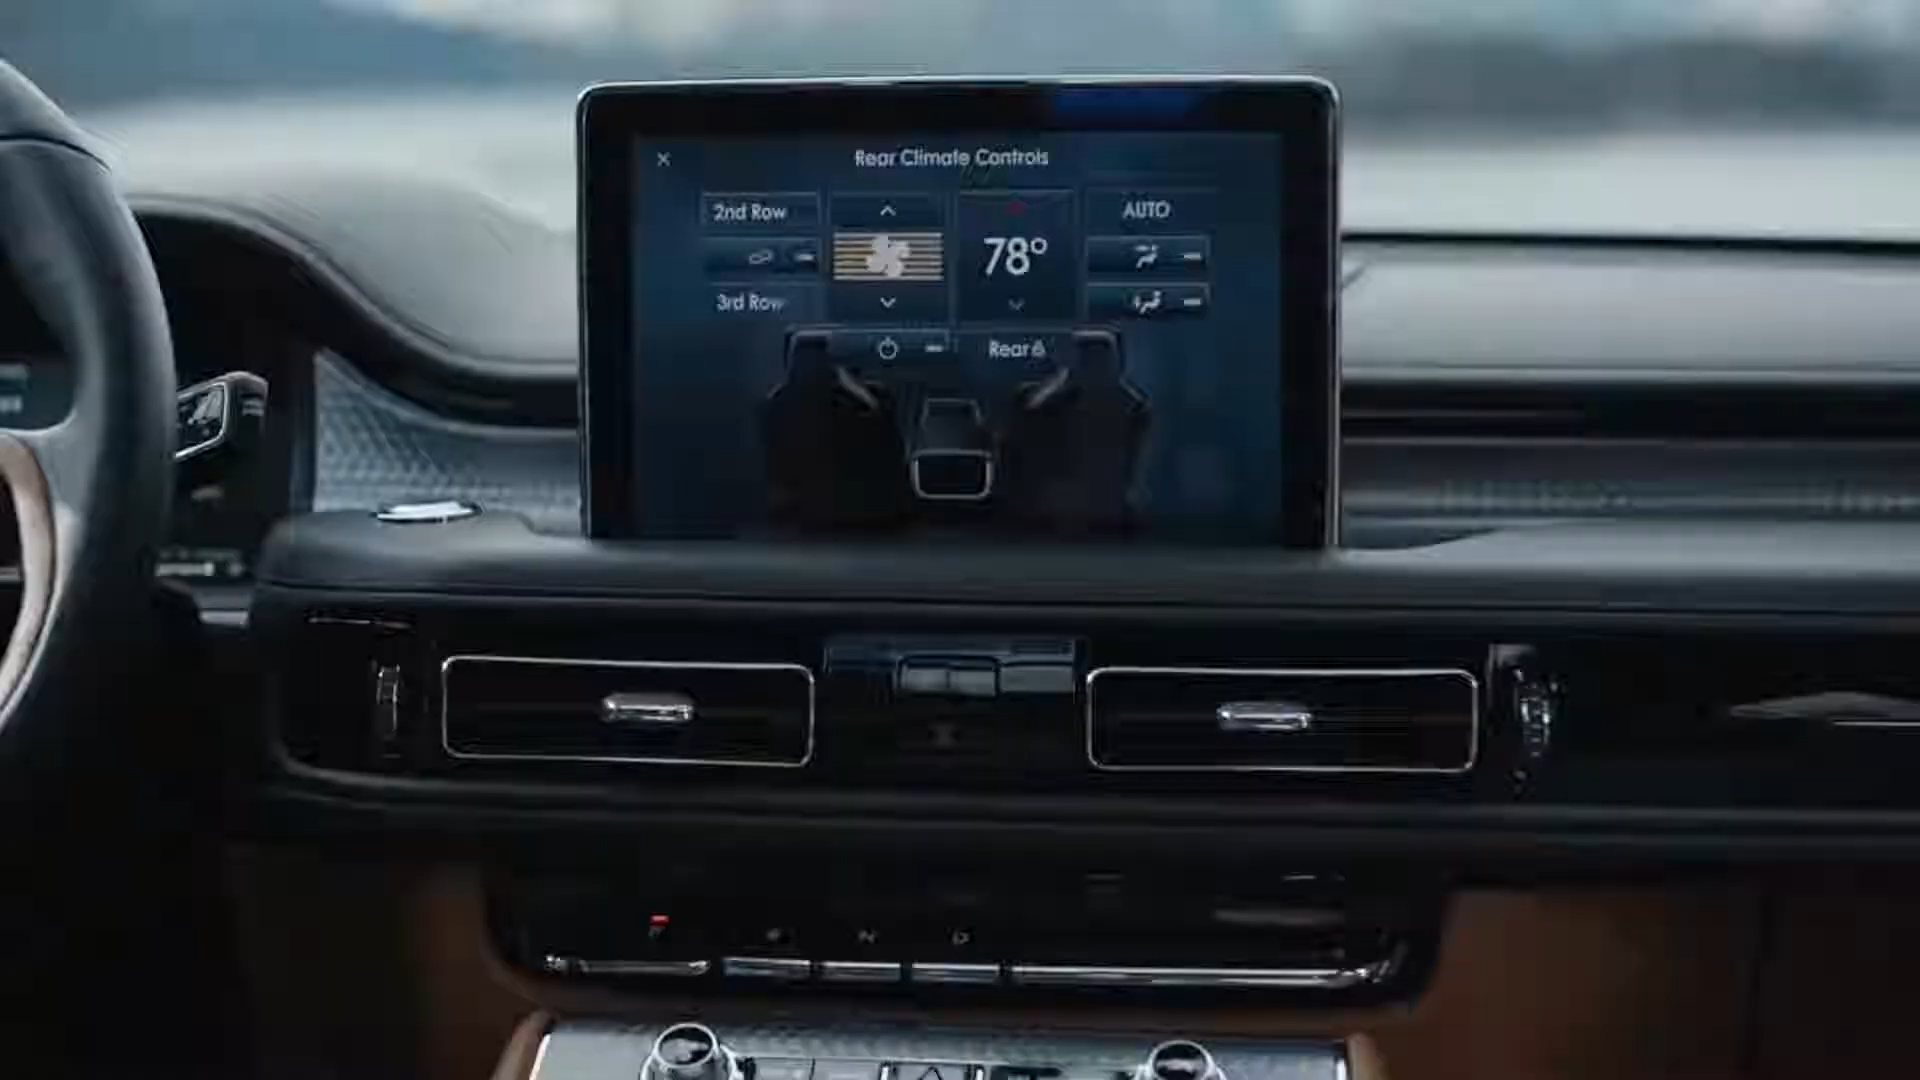 Rear Climate Controls
2nd Row
AUTO
78°
3rd Row
Rear